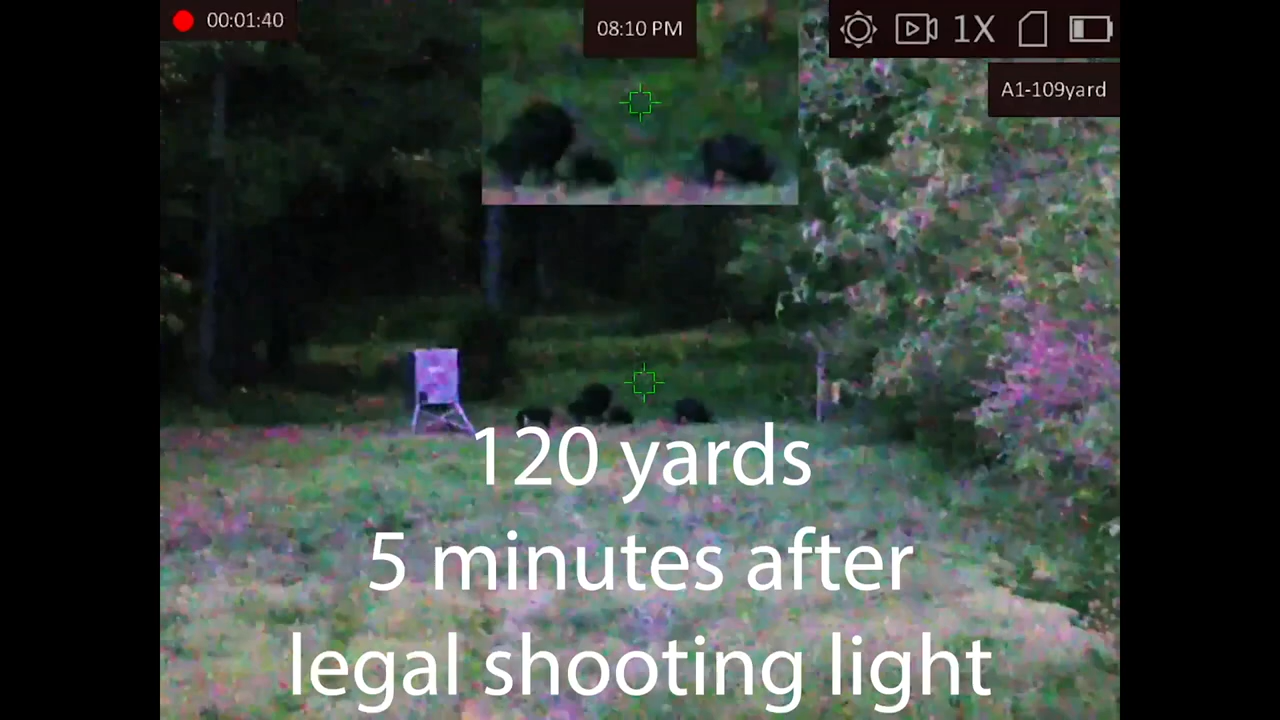 00:01:40
08:10 PM
1X
A1-109yard
120 yards
5 minutes after
legal shooting light